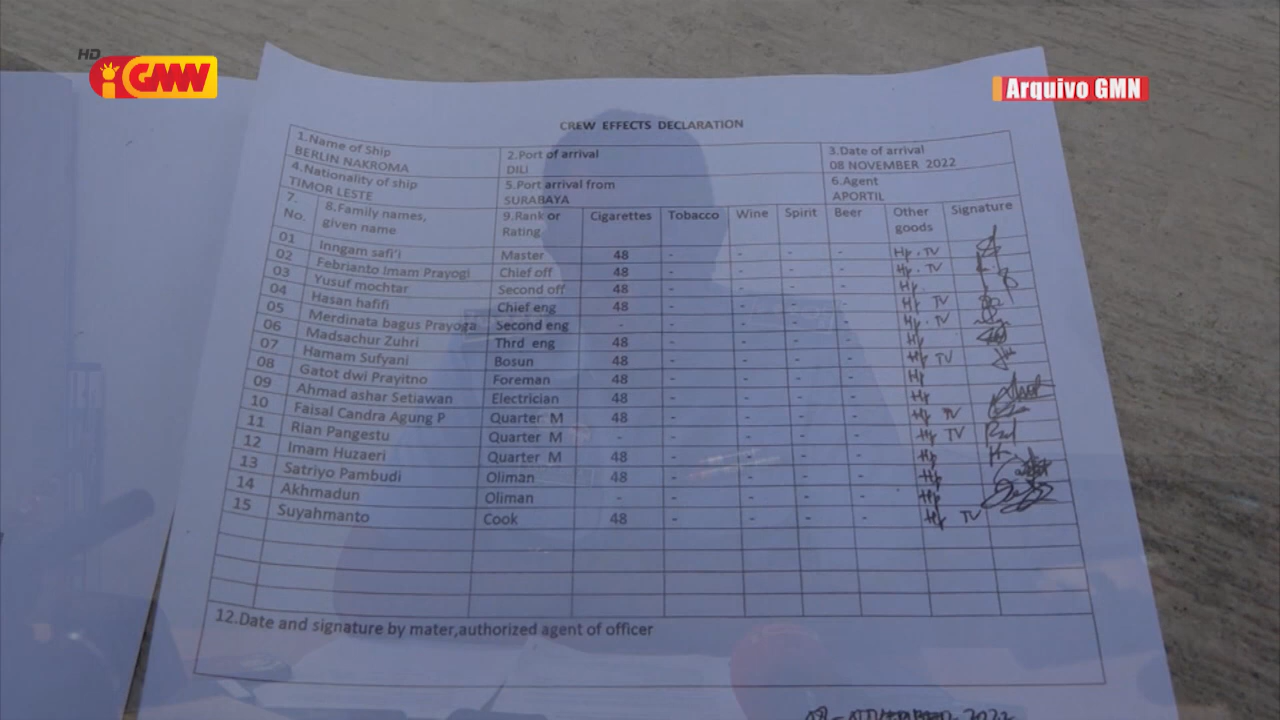 HD
GMN
Arquivo GMN
CREW EFFECTS DECLARATION
1.Name of Ship
BERLIN NAKROMA
2.Port of arrival
DILI
3.Date of arrival
08 NOVEMBER 2022
4.Nationality of ship
TIMOR LESTE
5.Port arrival from
SURABAYA
6.Agent
APORTIL
7. No. 8.Family names, given name 9.Rank or Rating Cigarettes Tobacco Wine Spirit Beer Other goods Signature
01 Inngam safi'i Master 48 - - - - Hp . TV
02 Febrianto Imam Prayogi Chief off 48 - - - - Hp . TV
03 Yusuf mochtar Second off 48 - - - - Hp
04 Hasan hafifi Chief eng 48 - - - - Hp TV
05 Merdinata bagus Prayoga Second eng - - - - - Hp . TV
06 Madsachur Zuhri Thrd eng 48 - - - - Hp
07 Hamam Sufyani Bosun 48 - - - - Hp TV
08 Gatot dwi Prayitno Foreman 48 - - - - Hp
09 Ahmad ashar Setiawan Electrician 48 - - - - Hp
10 Faisal Candra Agung P Quarter M 48 - - - - Hp TV
11 Rian Pangestu Quarter M - - - - - Hp TV
12 Imam Huzaeri Quarter M 48 - - - - Hp
13 Satriyo Pambudi Oliman 48 - - - - Hp
14 Akhmadun Oliman - - - - - Hp
15 Suyahmanto Cook 48 - - - - Hp TV
12.Date and signature by mater,authorized agent of officer
08 - NOVEMBER 2022